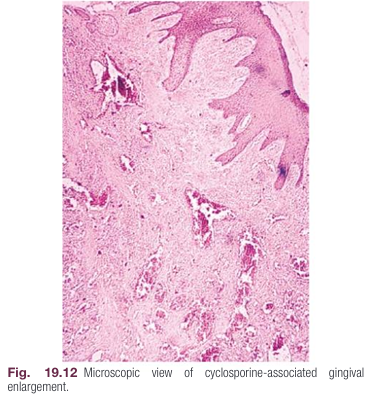 Fig. 19.12 Microscopic view of cyclosporine-associated gingival
enlargement.